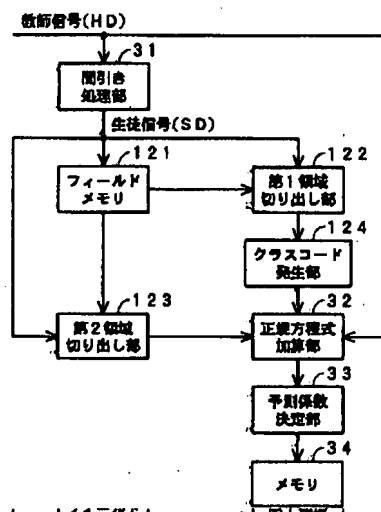 教師信号(HD)
31
間引き
処理部
生徒信号(SD)
121
フィールド
メモリ
122
第1領域
切り出し部
124
クラスコード
発生部
123
第2領域
切り出し部
32
正規方程式
加算部
33
予測係数
決定部
34
メモリ